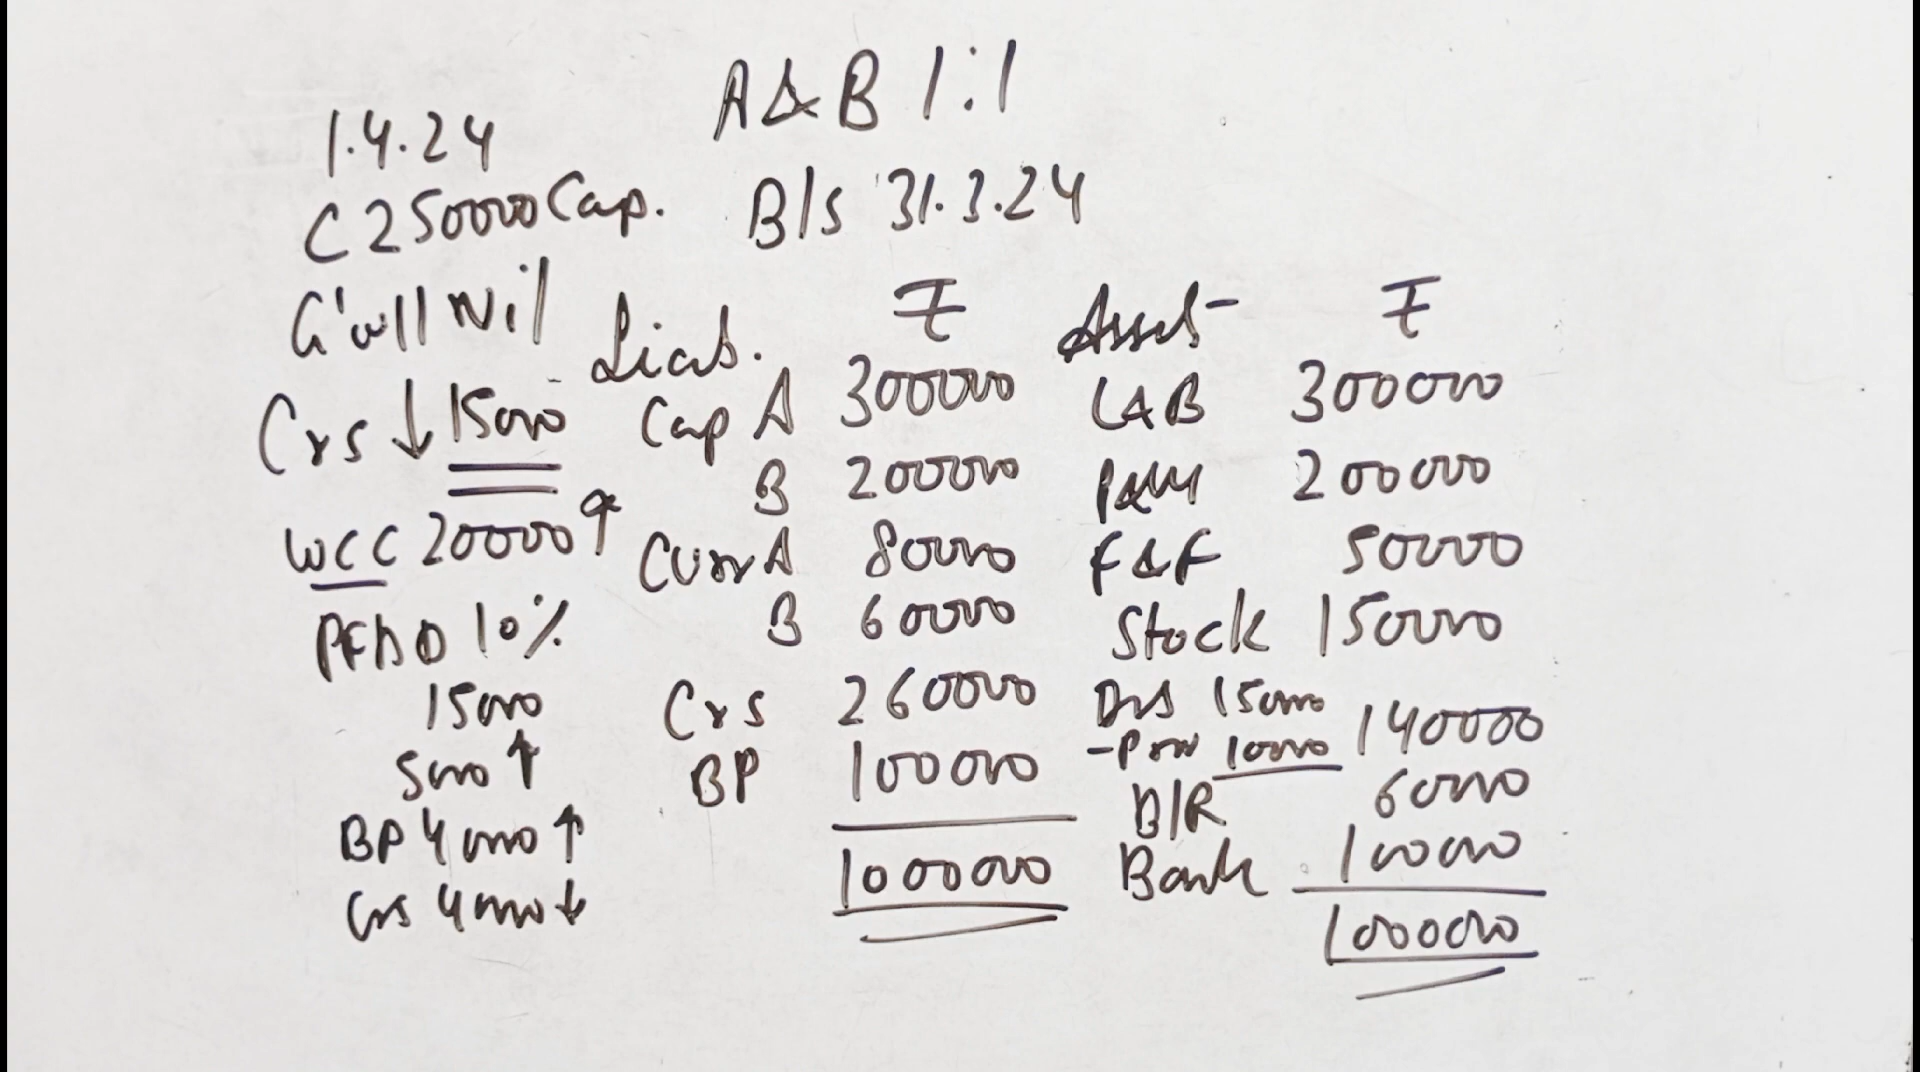 A & B 1:1
1.4.24
C 250000 Cap.
G'will Nil
Crs ↓ 15000
WCC 20000 ↑
PFDD 10%
15000
5000 ↑
BP 4000 ↑
Crs 4000 ↓
B/s 31.3.24
Liab. ₹ Assets ₹
Cap A 300000 L&B 300000
B 200000 P&M 200000
Curr A 80000 F&F 50000
B 60000 Stock 150000
Crs 260000 Drs 150000
-Prov 10000 140000
BP 100000 B/R 60000
Bank 100000
1000000 1000000